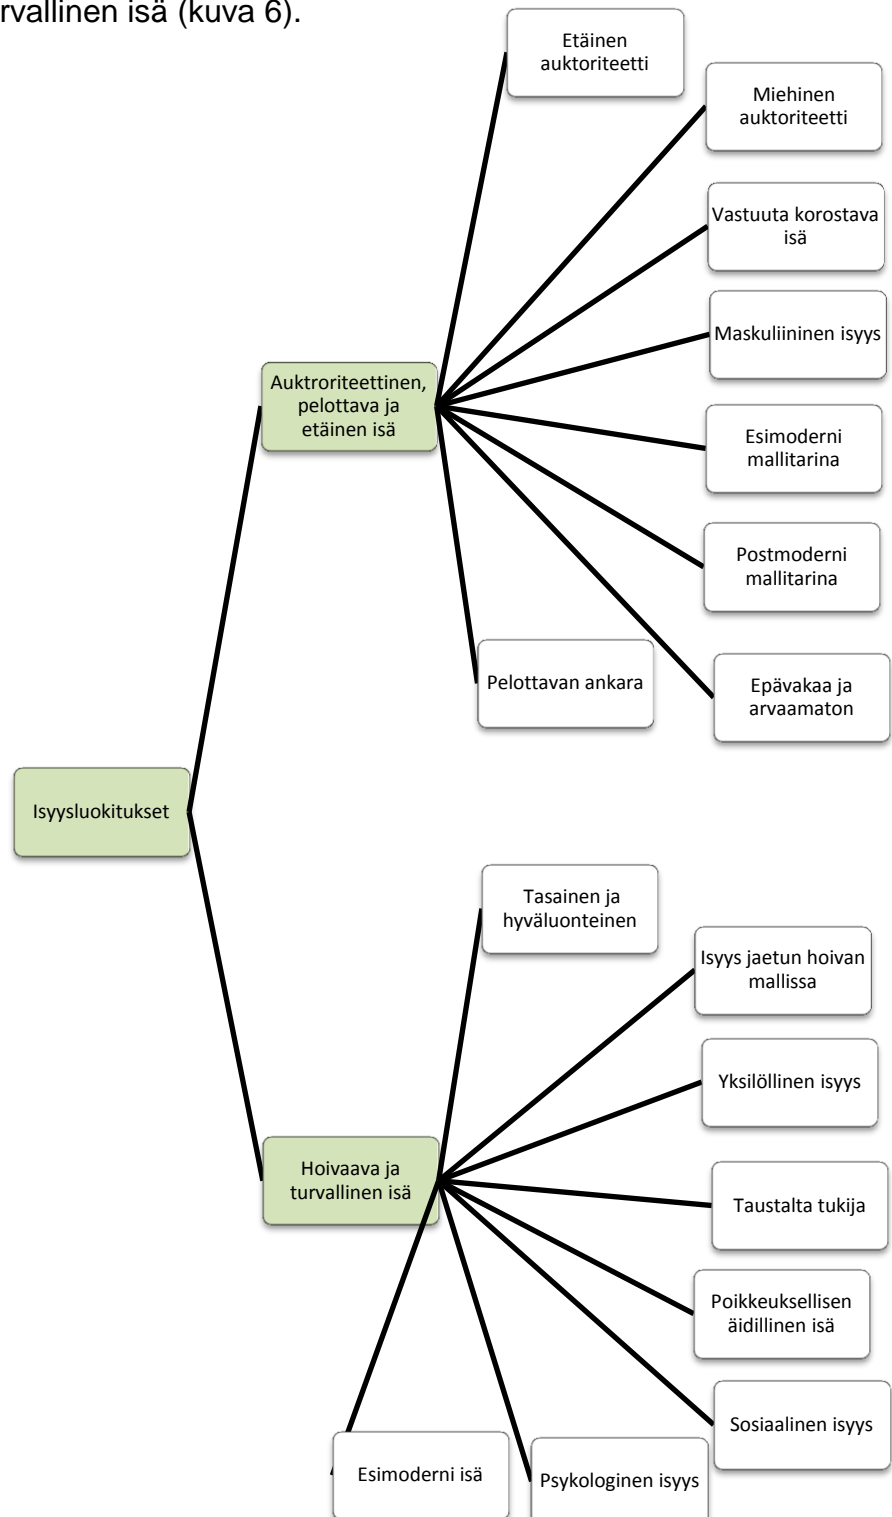 rvallinen isä (kuva 6).
Etäinen
auktoriteetti
Miehinen
auktoriteetti
Vastuuta korostava
isä
Maskuliininen isyys
Auktroriteettinen,
pelottava ja
etäinen isä
Esimoderni
mallitarina
Postmoderni
mallitarina
Pelottavan ankara
Epävakaa ja
arvaamaton
Isyysluokitukset
Tasainen ja
hyväluonteinen
Isyys jaetun hoivan
mallissa
Yksilöllinen isyys
Hoivaava ja
turvallinen isä
Taustalta tukija
Poikkeuksellisen
äidillinen isä
Sosiaalinen isyys
Esimoderni isä
Psykologinen isyys